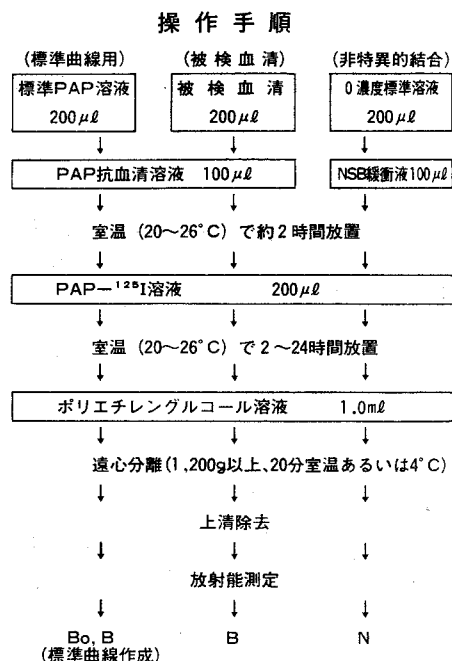 操作手順
(標準曲線用) (被検血清) (非特異的結合)
標準PAP溶液 被検血清 0濃度標準溶液
200μℓ 200μℓ 200μℓ
PAP抗血清溶液 100μℓ NSB緩衝液100μℓ
室温 (20〜26°C) で約2時間放置
PAP−¹²⁵I溶液 200μℓ
室温 (20〜26°C) で 2〜24時間放置
ポリエチレングルコール溶液 1.0mℓ
遠心分離(1,200g以上、20分室温あるいは4°C)
上清除去
放射能測定
Bo, B B N
(標準曲線作成)